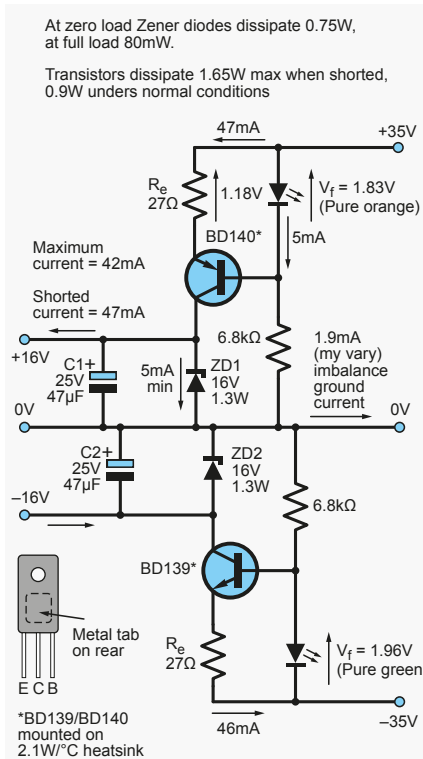 At zero load Zener diodes dissipate 0.75W,
at full load 80mW.
Transistors dissipate 1.65W max when shorted,
0.9W unders normal conditions
47mA
+35V
Re
27Ω
1.18V
Vf = 1.83V
(Pure orange)
BD140*
5mA
Maximum
current = 42mA
Shorted
current = 47mA
+16V
C1+
25V
47µF
5mA
min
ZD1
16V
1.3W
6.8kΩ
1.9mA
(my vary)
imbalance
ground
current
0V
0V
C2+
25V
47µF
ZD2
16V
1.3W
6.8kΩ
–16V
BD139*
Metal tab
on rear
E C B
Re
27Ω
Vf = 1.96V
(Pure green
46mA
–35V
*BD139/BD140
mounted on
2.1W/°C heatsink